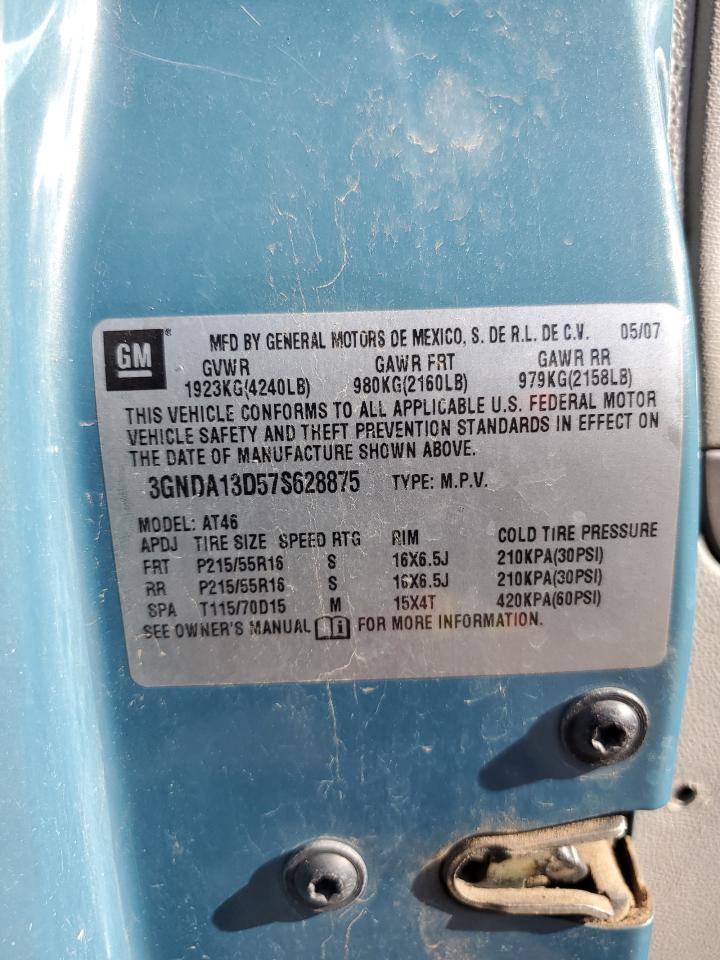 GM ® MFD BY GENERAL MOTORS DE MEXICO, S. DE R.L. DE C.V. 05/07
GVWR GAWR FRT GAWR RR
1923KG(4240LB) 980KG(2160LB) 979KG(2158LB)
THIS VEHICLE CONFORMS TO ALL APPLICABLE U.S. FEDERAL MOTOR
VEHICLE SAFETY AND THEFT PREVENTION STANDARDS IN EFFECT ON
THE DATE OF MANUFACTURE SHOWN ABOVE.
3GNDA13D57S628875 TYPE: M.P.V.
MODEL: AT46
APDJ TIRE SIZE SPEED RTG RIM COLD TIRE PRESSURE
FRT P215/55R16 S 16X6.5J 210KPA(30PSI)
RR P215/55R16 S 16X6.5J 210KPA(30PSI)
SPA T115/70D15 M 15X4T 420KPA(60PSI)
SEE OWNER'S MANUAL FOR MORE INFORMATION.